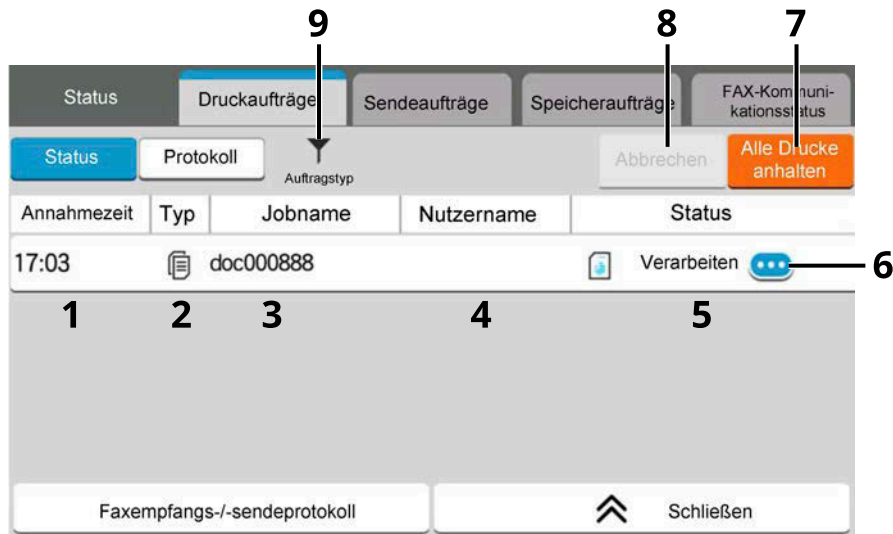 9 8 7
Status Druckaufträge Sendeaufträge Speicheraufträge FAX-Kommuni-
kationsstatus
Status Protokoll Auftragstyp Abbrechen Alle Drucke
anhalten
Annahmezeit Typ Jobname Nutzername Status
17:03 doc000888 Verarbeiten 6
1 2 3 4 5
Faxempfangs-/-sendeprotokoll Schließen